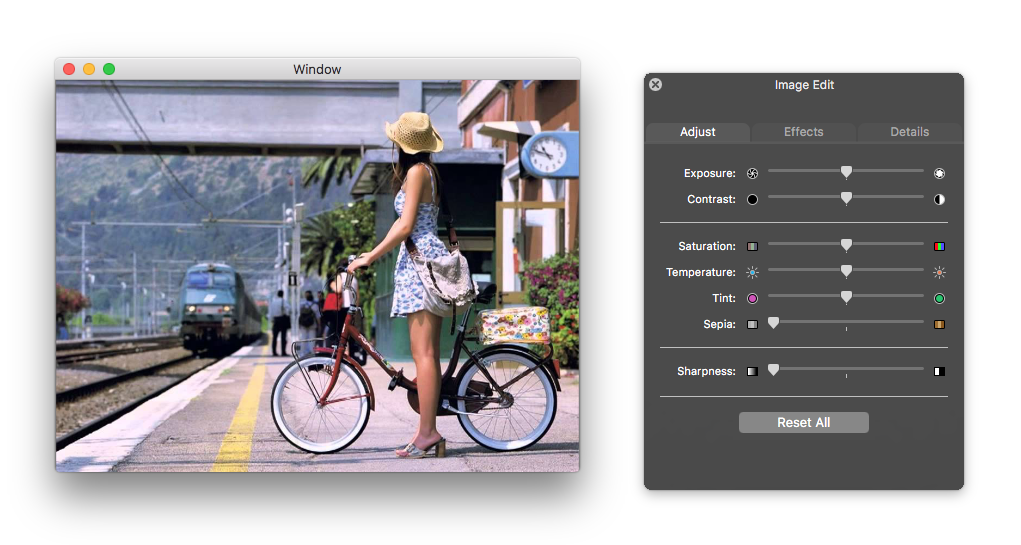 Window
Image Edit
Adjust Effects Details
Exposure:
Contrast:
Saturation:
Temperature:
Tint:
Sepia:
Sharpness:
Reset All